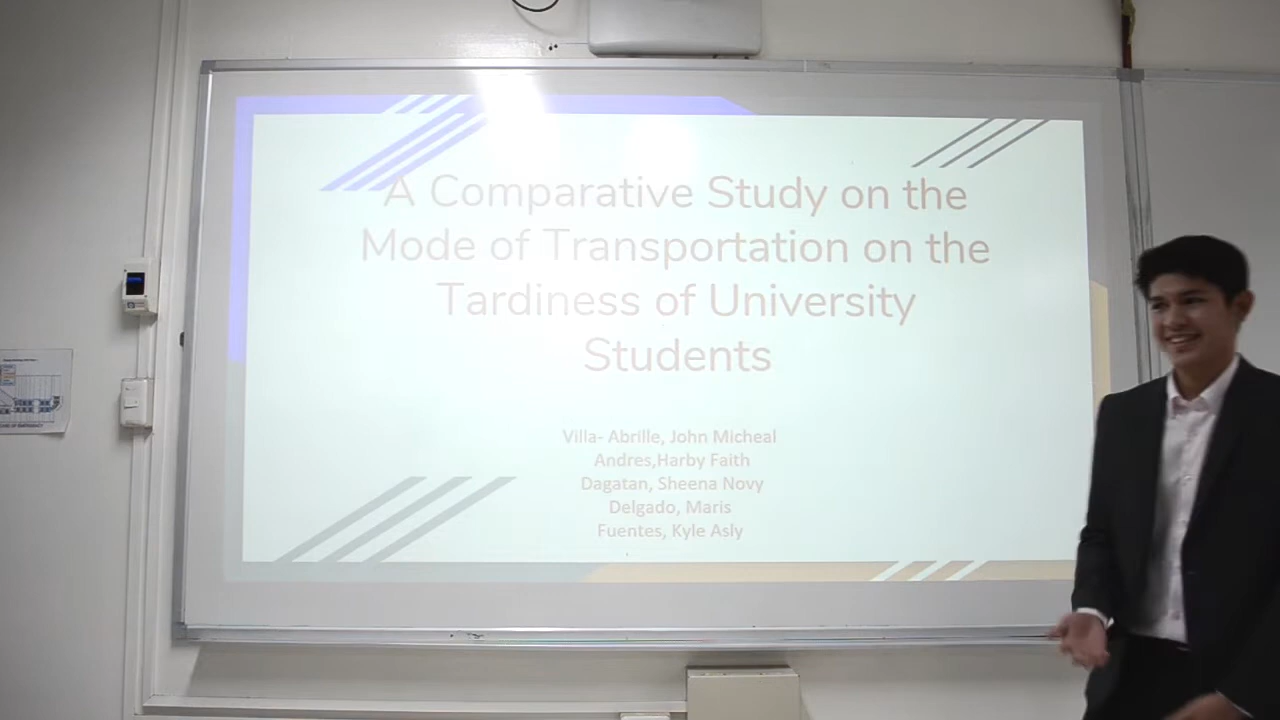 A Comparative Study on the
Mode of Transportation on the
Tardiness of University
Students
Villa- Abrille, John Micheal
Andres,Harby Faith
Dagatan, Sheena Novy
Delgado, Maris
Fuentes, Kyle Asly